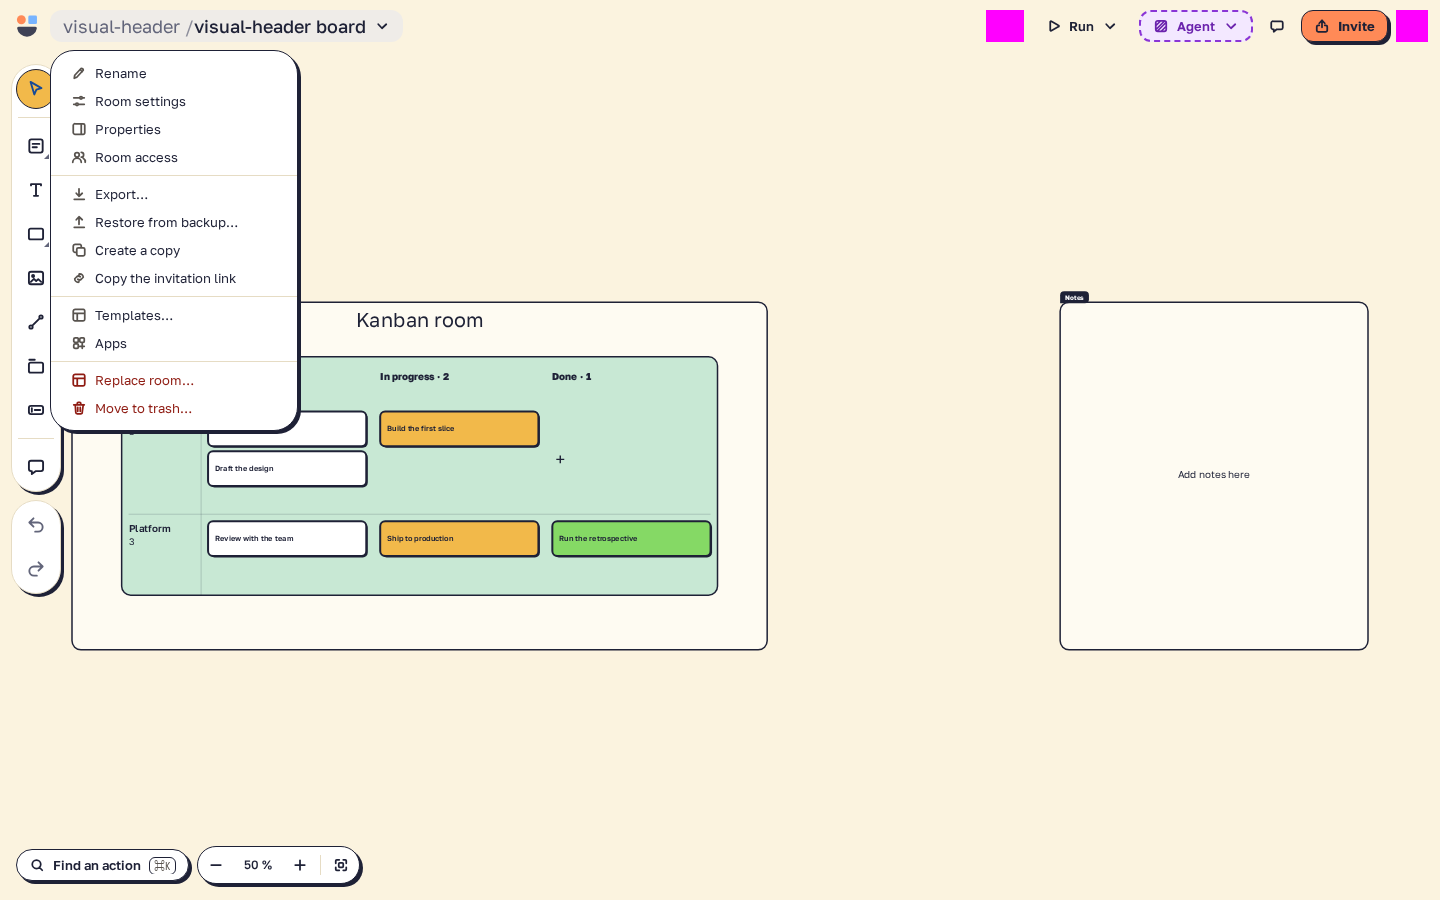 visual-header / visual-header board
Run
Agent
Invite
Rename
Room settings
Properties
Room access
Export...
Restore from backup...
Create a copy
Copy the invitation link
Templates...
Apps
Replace room...
Move to trash...
Kanban room
In progress · 2
Done · 1
Build the first slice
Draft the design
+
Platform
3
Review with the team
Ship to production
Run the retrospective
Notes
Add notes here
Find an action ⌘K
50 %